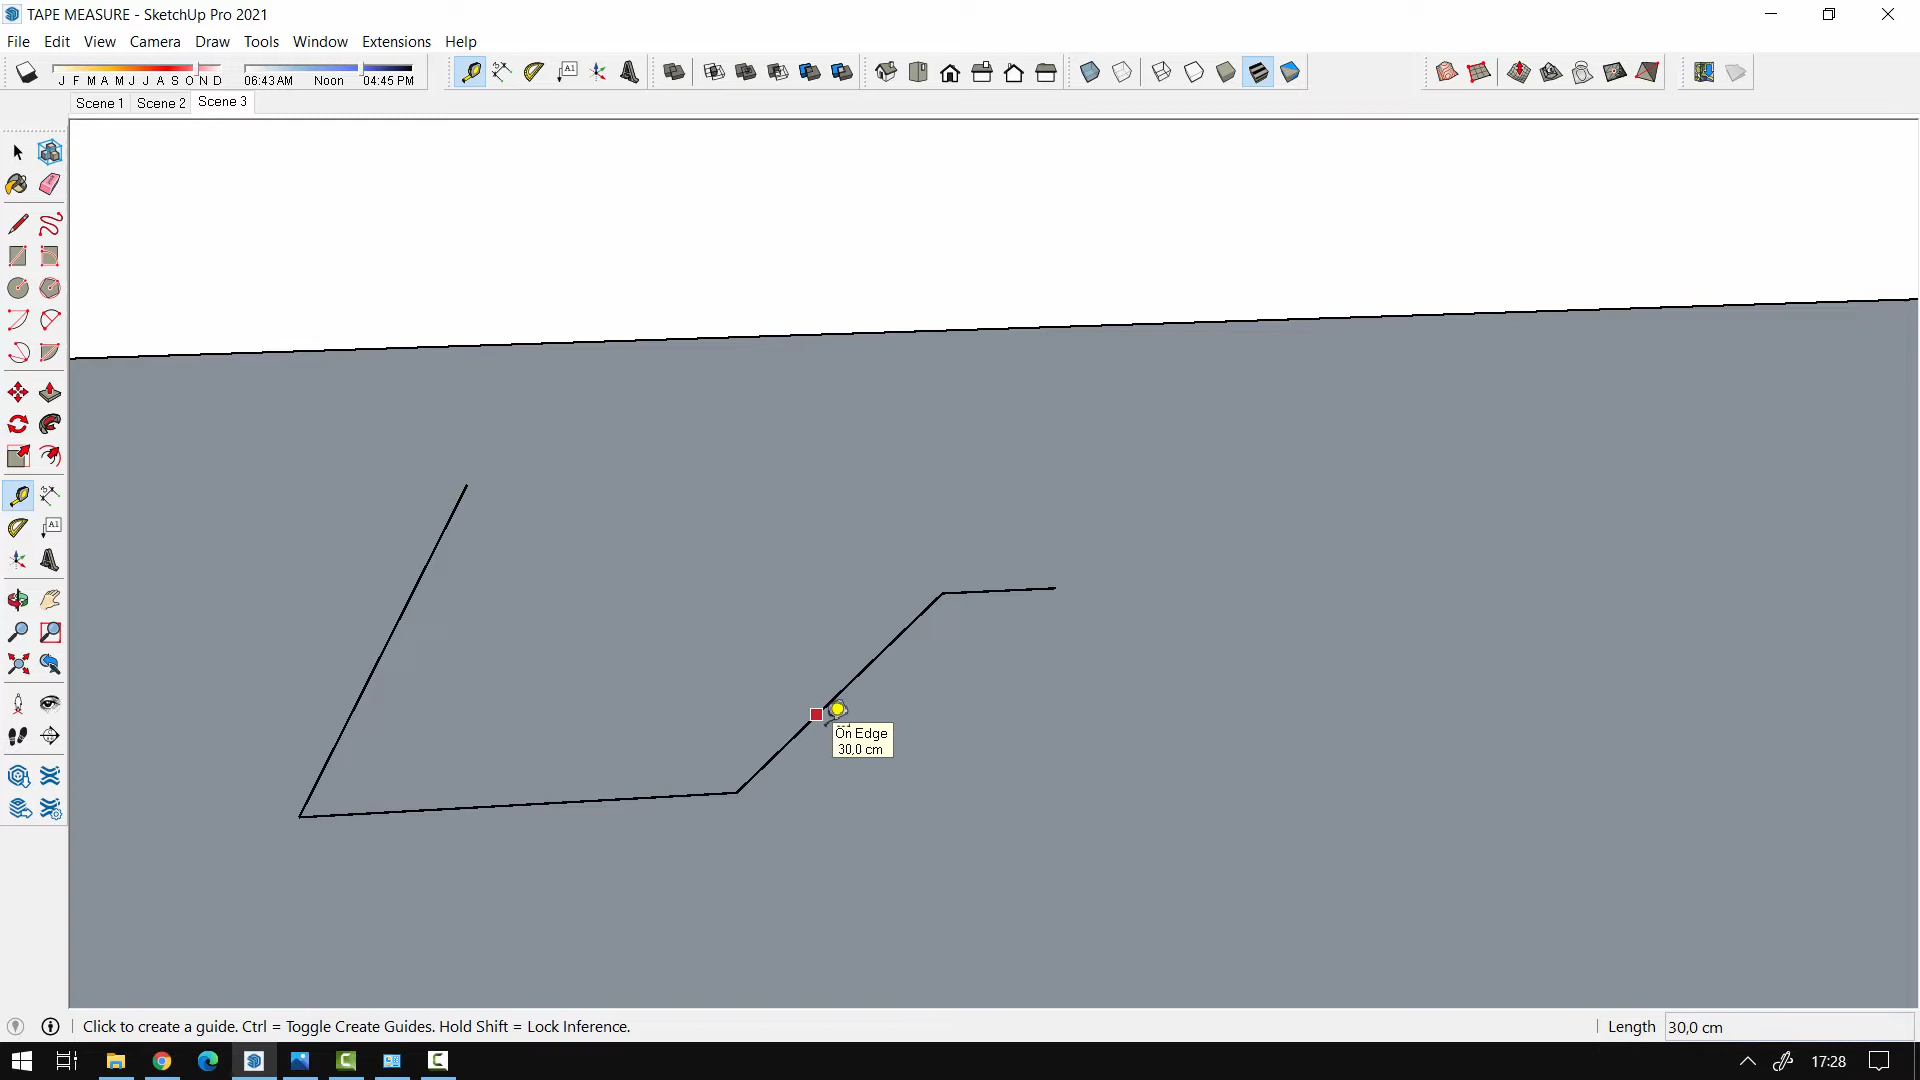 TAPE MEASURE - SketchUp Pro 2021
File Edit View Camera Draw Tools Window Extensions Help
J F M A M J J A S O N D 06:43 AM Noon 04:45 PM
A1
Scene 1 Scene 2 Scene 3
A1
On Edge
30,0 cm
Click to create a guide. Ctrl = Toggle Create Guides. Hold Shift = Lock Inference.
Length 30,0 cm
17:28